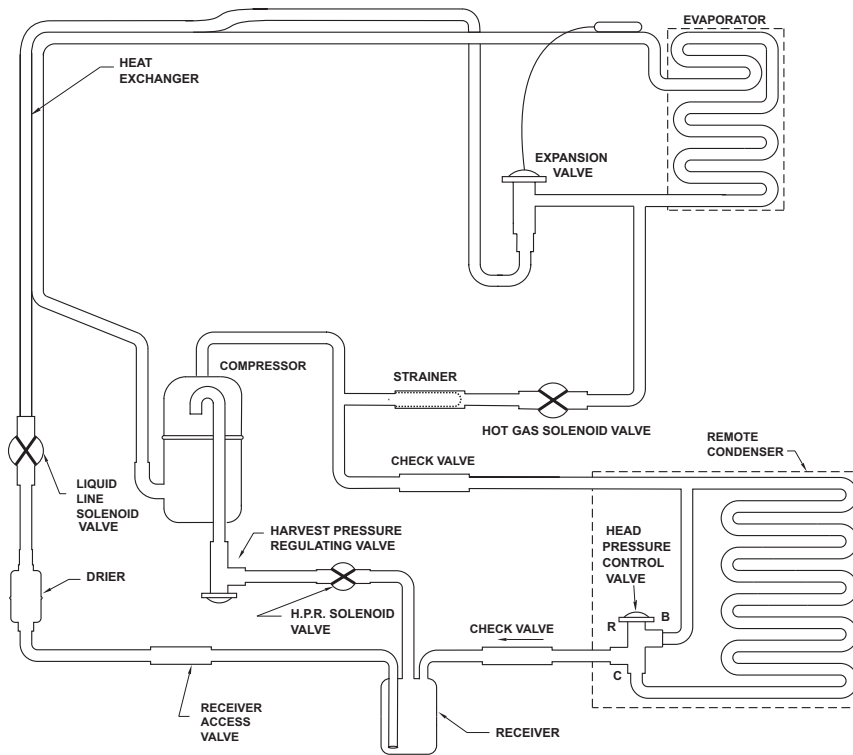 EVAPORATOR
HEAT
EXCHANGER
EXPANSION
VALVE
COMPRESSOR
STRAINER
HOT GAS SOLENOID VALVE
REMOTE
CONDENSER
CHECK VALVE
LIQUID
LINE
SOLENOID
VALVE
HARVEST PRESSURE
REGULATING VALVE
HEAD
PRESSURE
CONTROL
VALVE
DRIER
H.P.R. SOLENOID
VALVE
B
R
CHECK VALVE
C
RECEIVER
ACCESS
VALVE
RECEIVER